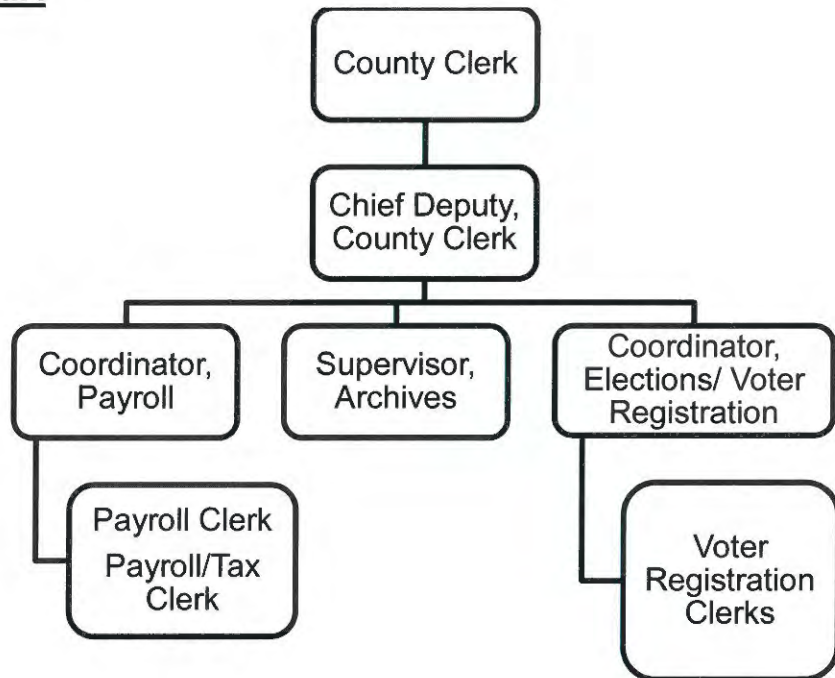 County Clerk
Chief Deputy,
County Clerk
Coordinator,
Payroll
Supervisor,
Archives
Coordinator,
Elections/ Voter
Registration
Payroll Clerk
Payroll/Tax
Clerk
Voter
Registration
Clerks